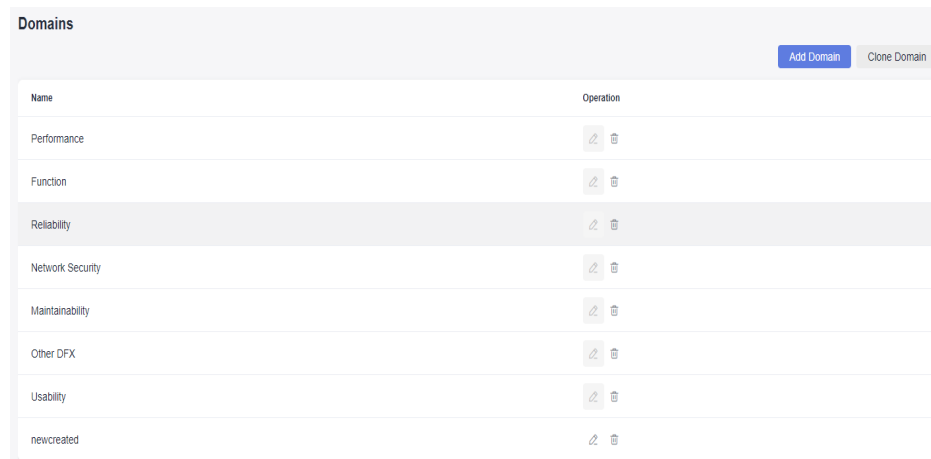 Domains
Add Domain Clone Domain
Name Operation
Performance
Function
Reliability
Network Security
Maintainability
Other DFX
Usability
newcreated